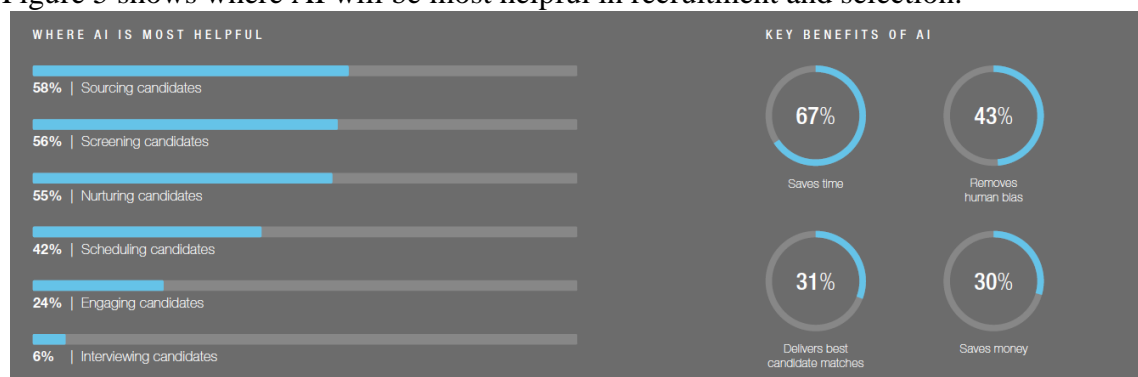 Figure 3 shows where AI will be most helpful in recruitment and selection.
WHERE AI IS MOST HELPFUL
58% | Sourcing candidates
56% | Screening candidates
55% | Nurturing candidates
42% | Scheduling candidates
24% | Engaging candidates
6% | Interviewing candidates
KEY BENEFITS OF AI
67%
Saves time
43%
Removes
human bias
31%
Delivers best
candidate matches
30%
Saves money